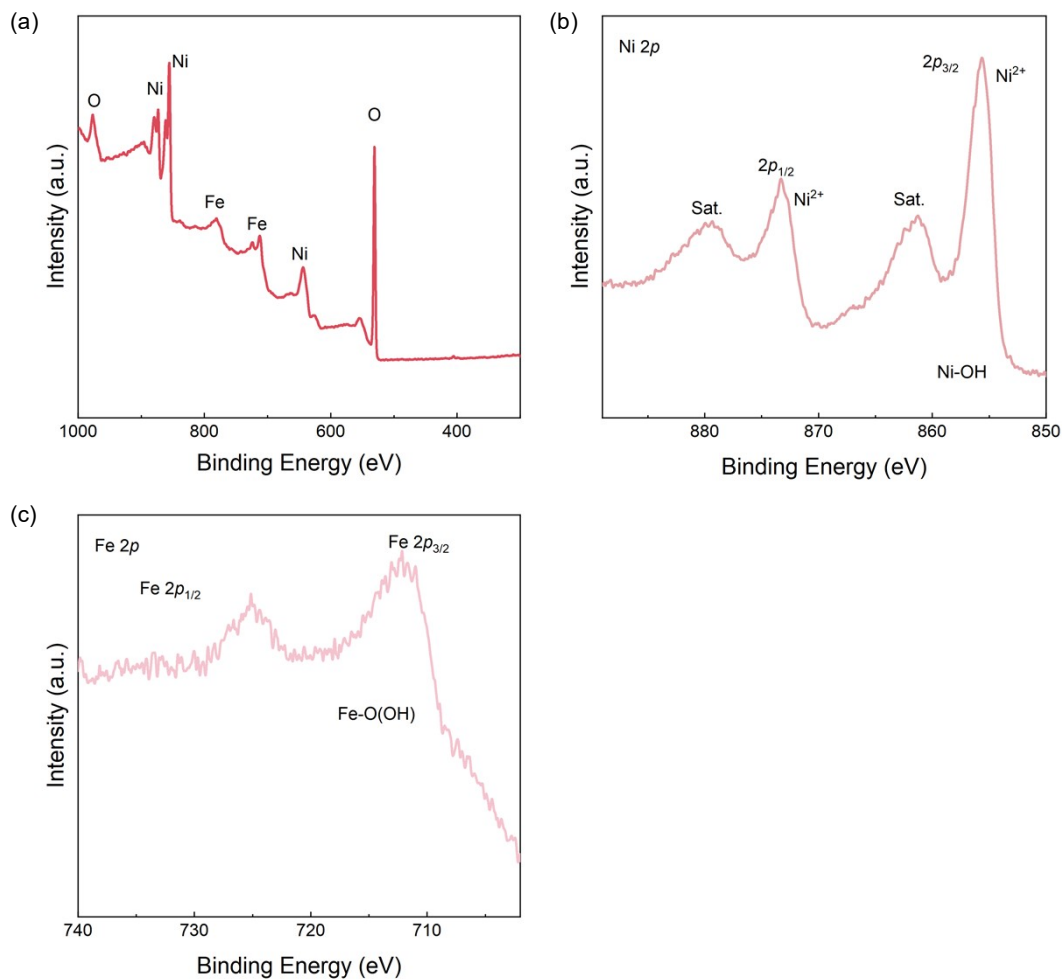 (a)
Ni
Ni
O
O
Fe
Fe
Ni
Intensity (a.u.)
1000 800 600 400
Binding Energy (eV)
(b)
Ni 2p
2p3/2
Ni2+
2p1/2
Ni2+
Sat.
Sat.
Ni-OH
Intensity (a.u.)
880 870 860 850
Binding Energy (eV)
(c)
Fe 2p
Fe 2p3/2
Fe 2p1/2
Fe-O(OH)
Intensity (a.u.)
740 730 720 710
Binding Energy (eV)